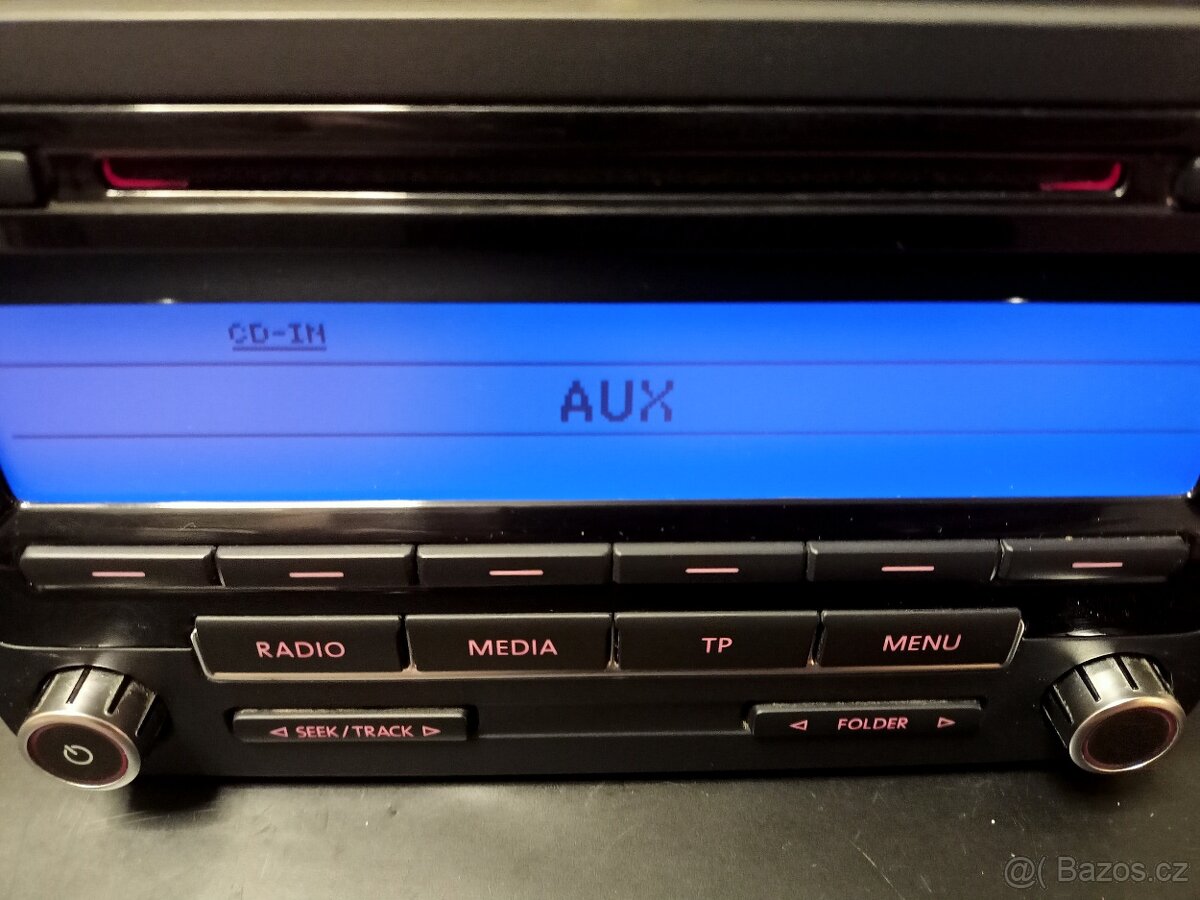 CD-IN
AUX
RADIO MEDIA TP MENU
◁ SEEK/TRACK ▷ ◁ FOLDER ▷
@( Bazos.cz